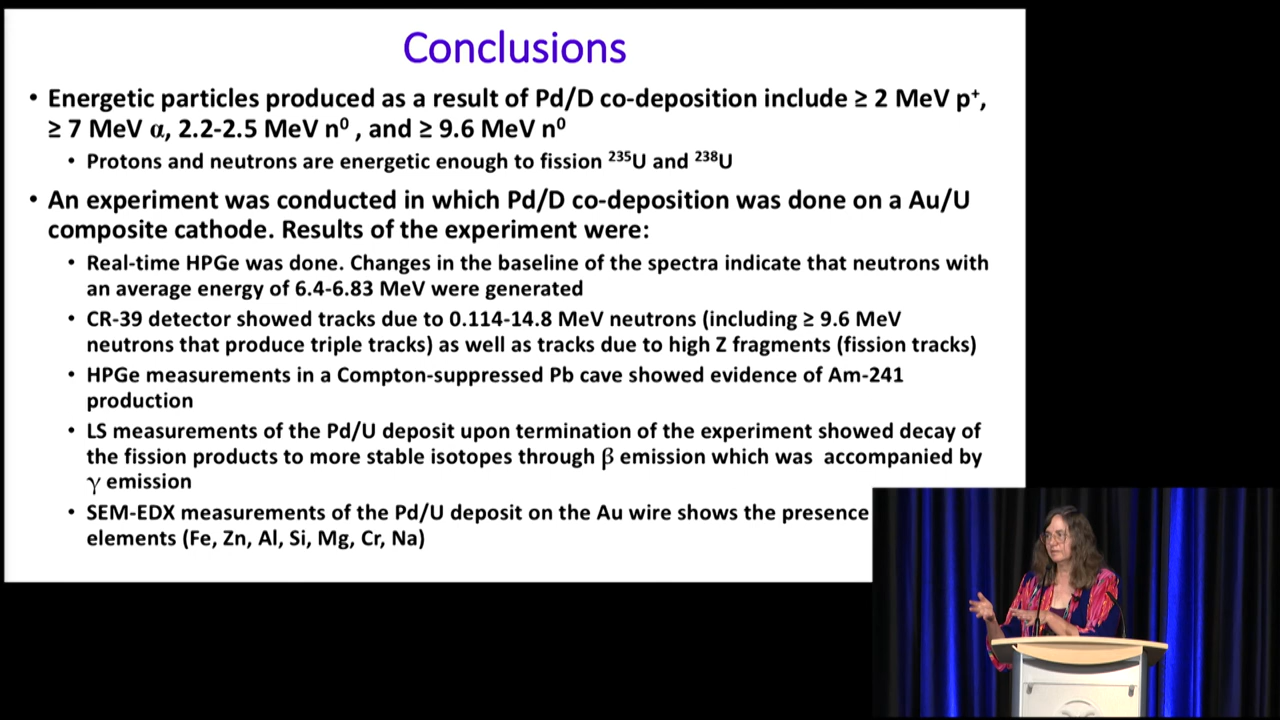 Conclusions
• Energetic particles produced as a result of Pd/D co-deposition include ≥ 2 MeV p⁺,
≥ 7 MeV α, 2.2-2.5 MeV n⁰ , and ≥ 9.6 MeV n⁰
• Protons and neutrons are energetic enough to fission ²³⁵U and ²³⁸U
• An experiment was conducted in which Pd/D co-deposition was done on a Au/U
composite cathode. Results of the experiment were:
• Real-time HPGe was done. Changes in the baseline of the spectra indicate that neutrons with
an average energy of 6.4-6.83 MeV were generated
• CR-39 detector showed tracks due to 0.114-14.8 MeV neutrons (including ≥ 9.6 MeV
neutrons that produce triple tracks) as well as tracks due to high Z fragments (fission tracks)
• HPGe measurements in a Compton-suppressed Pb cave showed evidence of Am-241
production
• LS measurements of the Pd/U deposit upon termination of the experiment showed decay of
the fission products to more stable isotopes through β emission which was accompanied by
γ emission
• SEM-EDX measurements of the Pd/U deposit on the Au wire shows the presence
elements (Fe, Zn, Al, Si, Mg, Cr, Na)